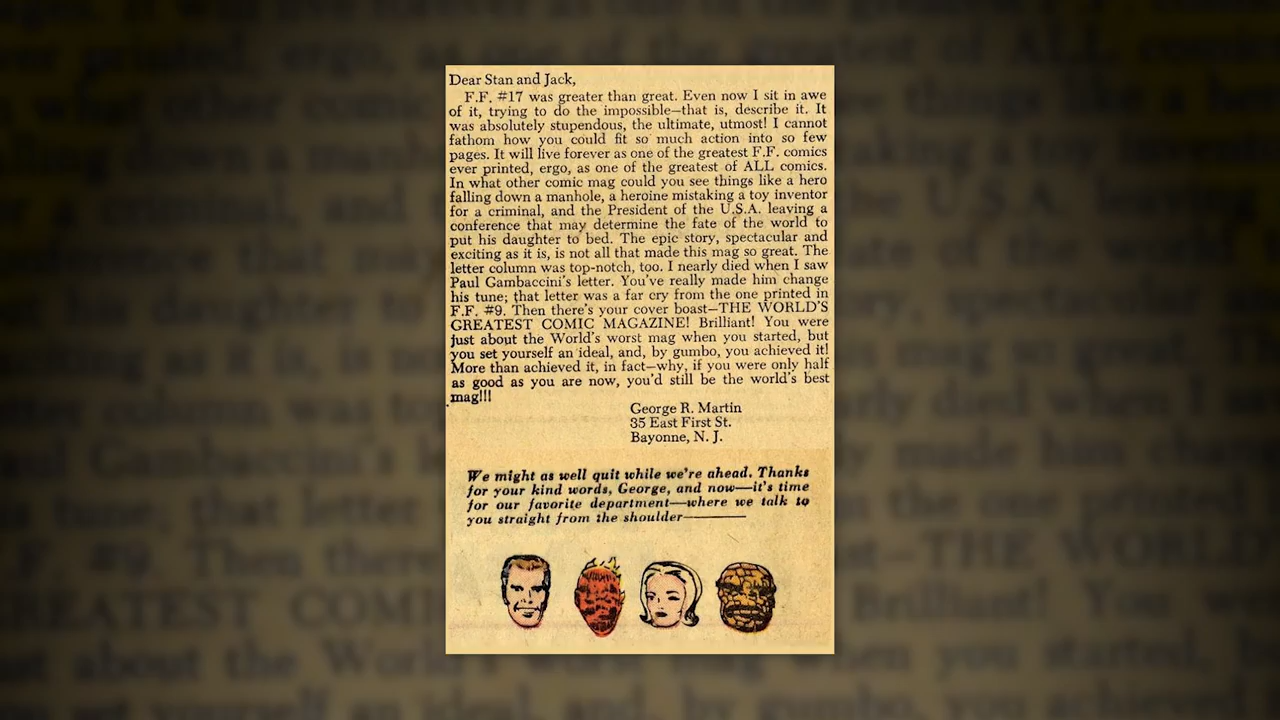 Dear Stan and Jack,
F.F. #17 was greater than great. Even now I sit in awe
of it, trying to do the impossible—that is, describe it. It
was absolutely stupendous, the ultimate, utmost! I cannot
fathom how you could fit so much action into so few
pages. It will live forever as one of the greatest F.F. comics
ever printed, ergo, as one of the greatest of ALL comics.
In what other comic mag could you see things like a hero
falling down a manhole, a heroine mistaking a toy inventor
for a criminal, and the President of the U.S.A. leaving a
conference that may determine the fate of the world to
put his daughter to bed. The epic story, spectacular and
exciting as it is, is not all that made this mag so great. The
letter column was top-notch, too. I nearly died when I saw
Paul Gambaccini's letter. You've really made him change
his tune; that letter was a far cry from the one printed in
F.F. #9. Then there's your cover boast—THE WORLD'S
GREATEST COMIC MAGAZINE! Brilliant! You were
just about the World's worst mag when you started, but
you set yourself an ideal, and, by gumbo, you achieved it!
More than achieved it, in fact—why, if you were only half
as good as you are now, you'd still be the world's best
mag!!!
George R. Martin
35 East First St.
Bayonne, N. J.
We might as well quit while we're ahead. Thanks
for your kind words, George, and now—it's time
for our favorite department—where we talk to
you straight from the shoulder———